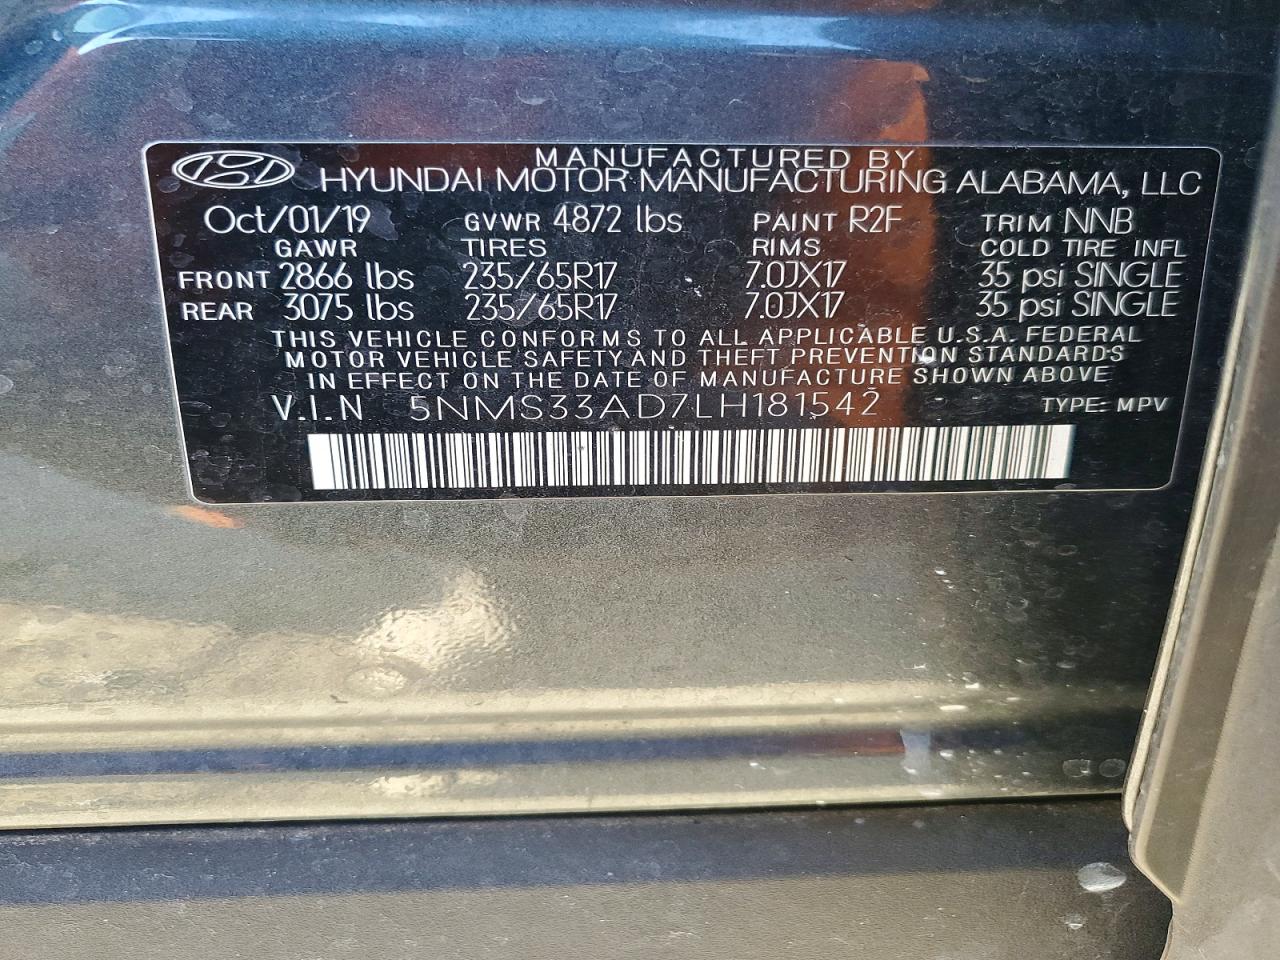 MANUFACTURED BY
HYUNDAI MOTOR MANUFACTURING ALABAMA, LLC
Oct/01/19 GVWR 4872 lbs PAINT R2F TRIM NNB
GAWR TIRES RIMS COLD TIRE INFL
FRONT 2866 lbs 235/65R17 7.0JX17 35 psi SINGLE
REAR 3075 lbs 235/65R17 7.0JX17 35 psi SINGLE
THIS VEHICLE CONFORMS TO ALL APPLICABLE U.S.A. FEDERAL
MOTOR VEHICLE SAFETY AND THEFT PREVENTION STANDARDS
IN EFFECT ON THE DATE OF MANUFACTURE SHOWN ABOVE
V.I.N 5NMS33AD7LH181542 TYPE: MPV